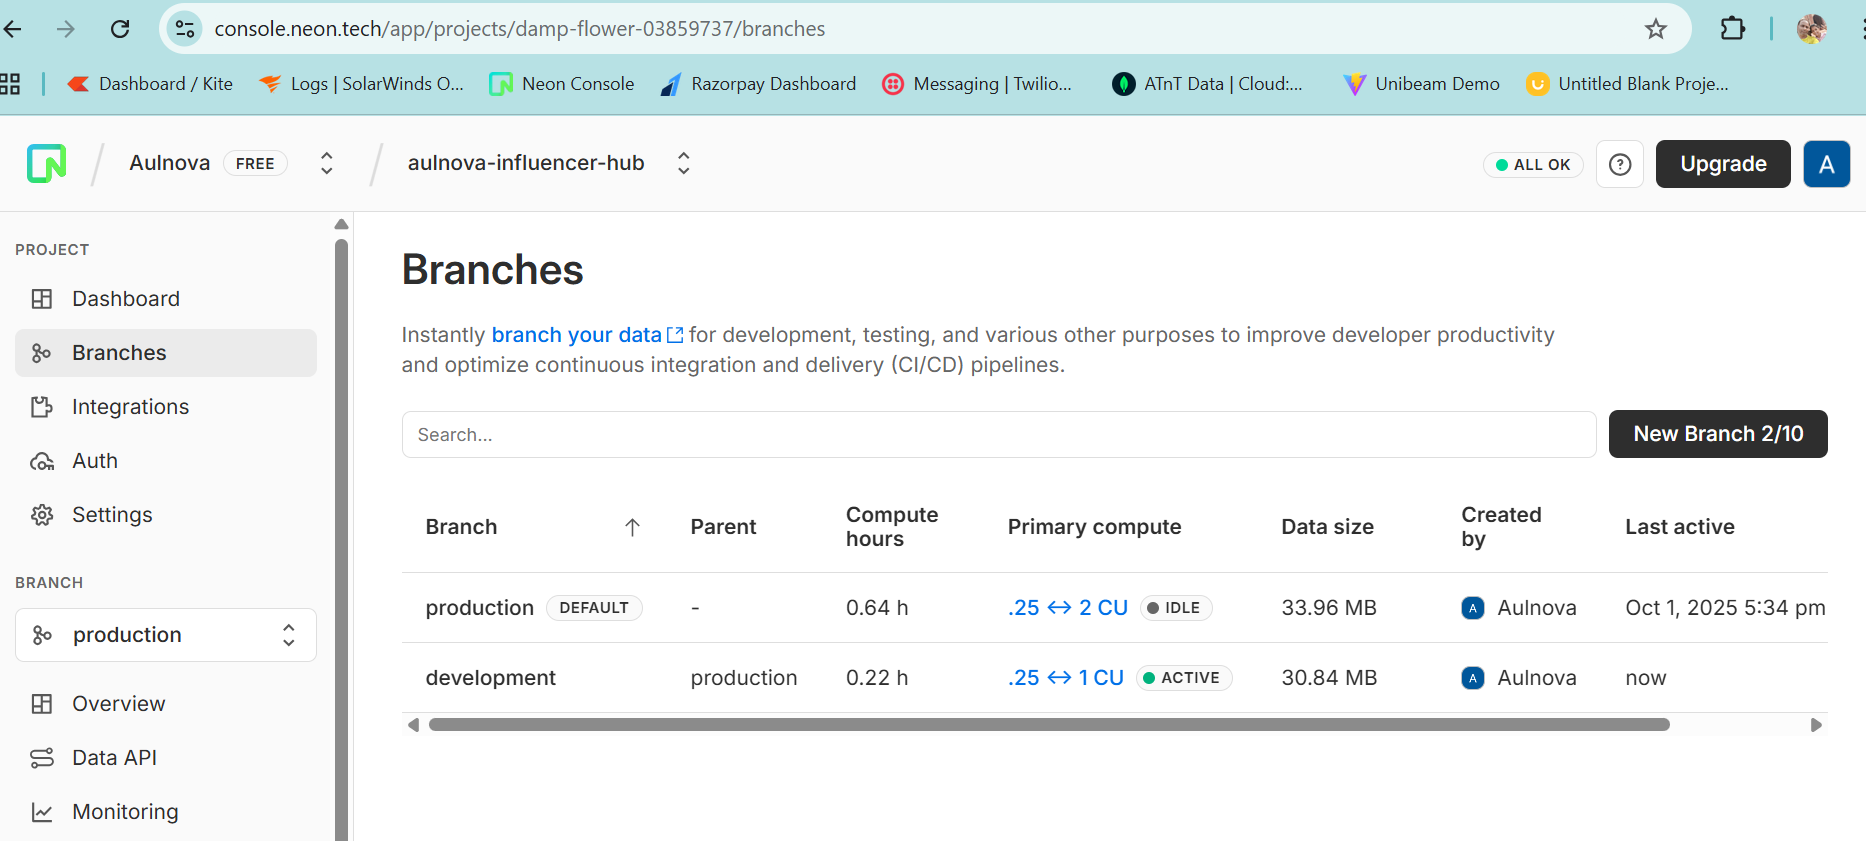 console.neon.tech/app/projects/damp-flower-03859737/branches
Dashboard / Kite
Logs | SolarWinds O...
Neon Console
Razorpay Dashboard
Messaging | Twilio...
ATnT Data | Cloud:...
Unibeam Demo
Untitled Blank Proje...
Aulnova FREE
aulnova-influencer-hub
ALL OK
Upgrade
A
PROJECT
Dashboard
Branches
Integrations
Auth
Settings
BRANCH
production
Overview
Data API
Monitoring
Branches
Instantly branch your data for development, testing, and various other purposes to improve developer productivity
and optimize continuous integration and delivery (CI/CD) pipelines.
Search...
New Branch 2/10
Branch Parent Compute hours Primary compute Data size Created by Last active
production DEFAULT - 0.64 h .25 ↔ 2 CU IDLE 33.96 MB A Aulnova Oct 1, 2025 5:34 pm
development production 0.22 h .25 ↔ 1 CU ACTIVE 30.84 MB A Aulnova now